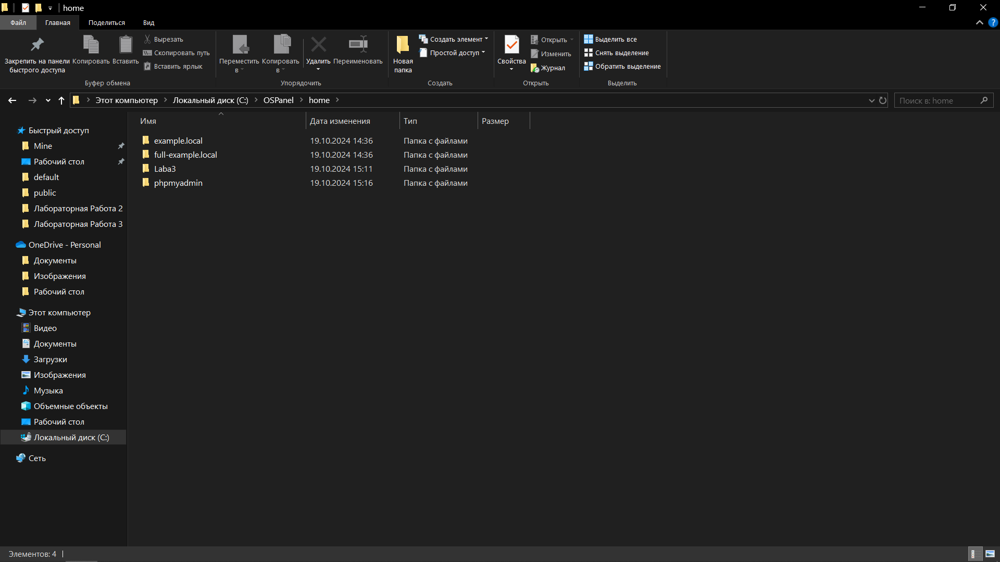 home
Файл Главная Поделиться Вид
Закрепить на панели быстрого доступа
Копировать
Вставить
Вырезать
Скопировать путь
Вставить ярлык
Буфер обмена
Переместить в
Копировать в
Удалить
Переименовать
Упорядочить
Новая папка
Создать элемент
Простой доступ
Создать
Свойства
Открыть
Изменить
Журнал
Открыть
Выделить все
Снять выделение
Обратить выделение
Выделить
Этот компьютер > Локальный диск (C:) > OSPanel > home >
Поиск в: home
Быстрый доступ
Mine
Рабочий стол
default
public
Лабораторная Работа 2
Лабораторная Работа 3
OneDrive - Personal
Документы
Изображения
Рабочий стол
Этот компьютер
Видео
Документы
Загрузки
Изображения
Музыка
Объемные объекты
Рабочий стол
Локальный диск (C:)
Сеть
Имя Дата изменения Тип Размер
example.local 19.10.2024 14:36 Папка с файлами
full-example.local 19.10.2024 14:36 Папка с файлами
Laba3 19.10.2024 15:11 Папка с файлами
phpmyadmin 19.10.2024 15:16 Папка с файлами
Элементов: 4